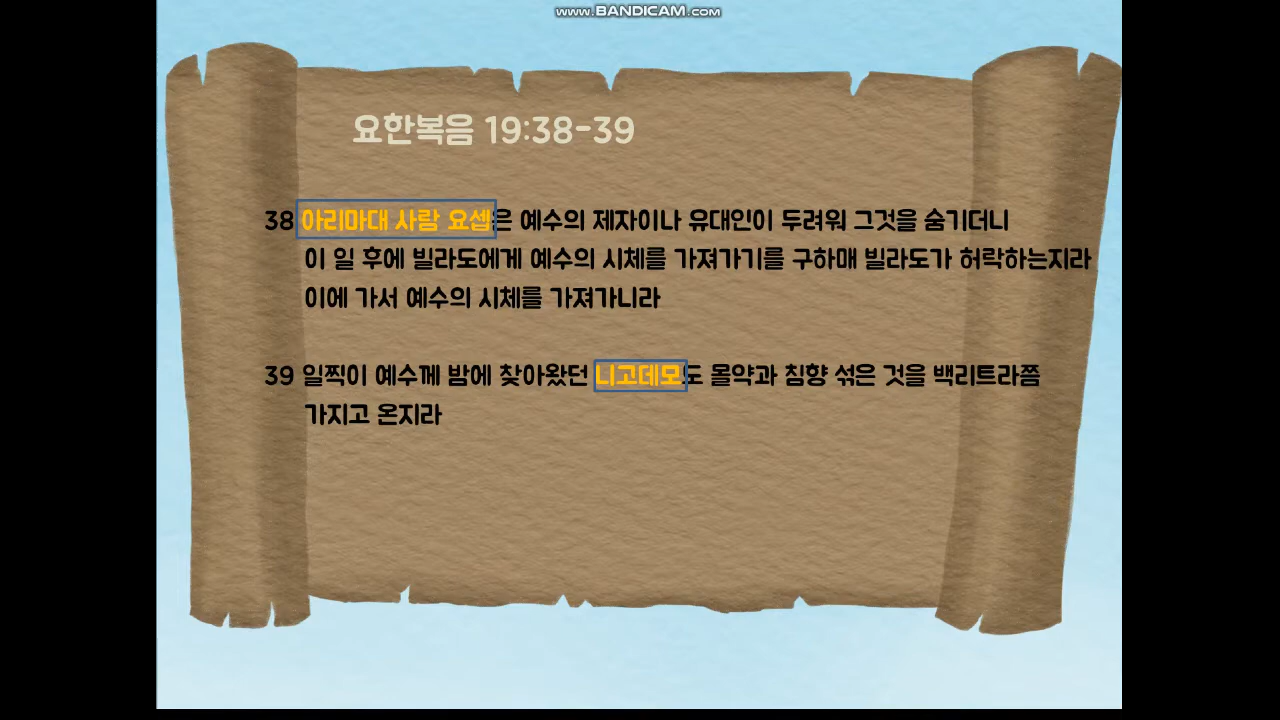 www.BANDICAM.com
요한복음 19:38-39
38 아리마대 사람 요셉은 예수의 제자이나 유대인이 두려워 그것을 숨기더니
이 일 후에 빌라도에게 예수의 시체를 가져가기를 구하매 빌라도가 허락하는지라
이에 가서 예수의 시체를 가져가니라
39 일찍이 예수께 밤에 찾아왔던 니고데모도 몰약과 침향 섞은 것을 백리트라쯤
가지고 온지라